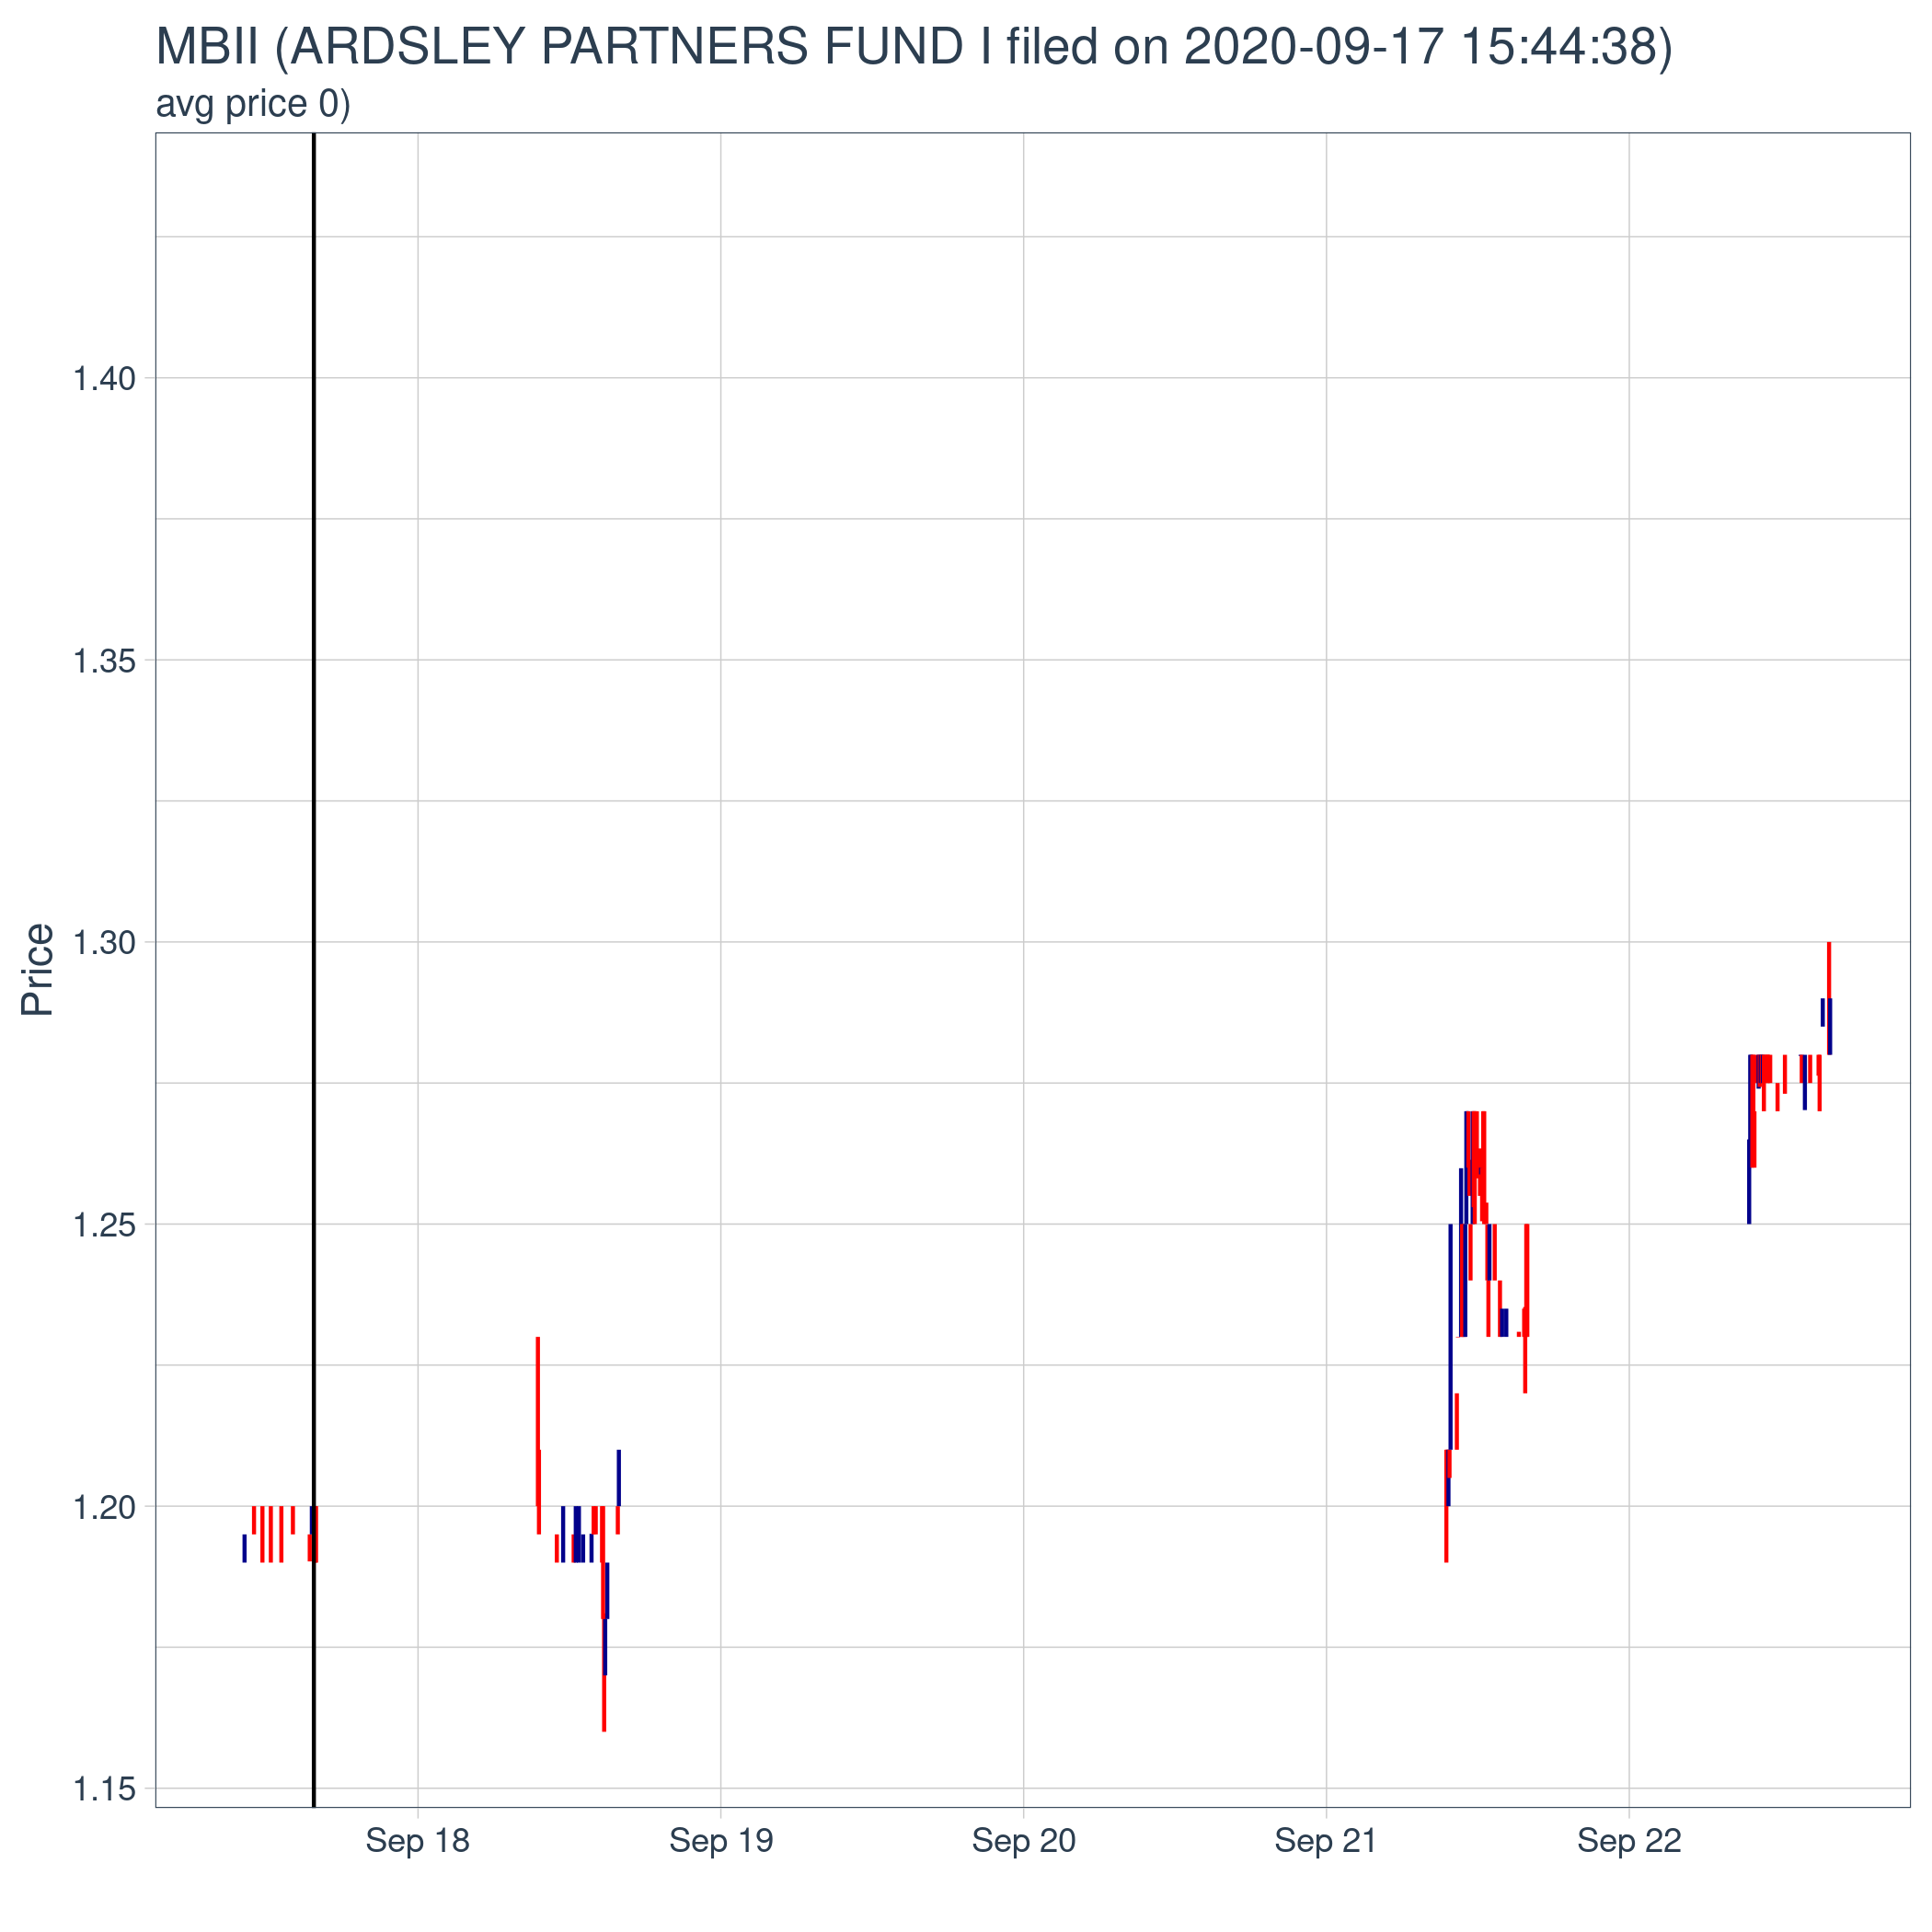 MBII (ARDSLEY PARTNERS FUND I filed on 2020-09-17 15:44:38)
avg price 0)
1.40
1.35
1.30
1.25
1.20
1.15
Price
Sep 18 Sep 19 Sep 20 Sep 21 Sep 22